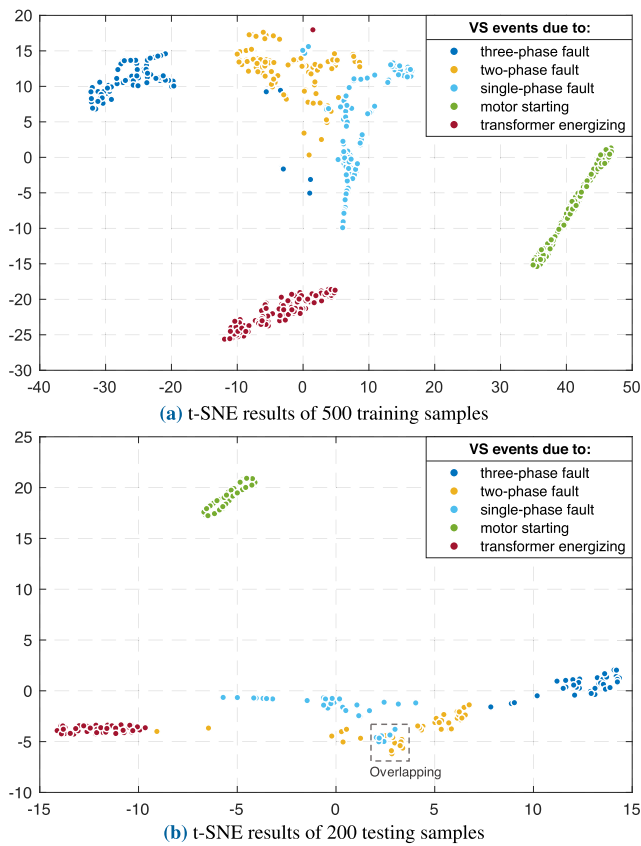 20
15
10
5
0
-5
-10
-15
-20
-25
-30
-40 -30 -20 -10 0 10 20 30 40 50
VS events due to:
three-phase fault
two-phase fault
single-phase fault
motor starting
transformer energizing
(a) t-SNE results of 500 training samples
25
20
15
10
5
0
-5
-10
-15 -10 -5 0 5 10 15
VS events due to:
three-phase fault
two-phase fault
single-phase fault
motor starting
transformer energizing
Overlapping
(b) t-SNE results of 200 testing samples